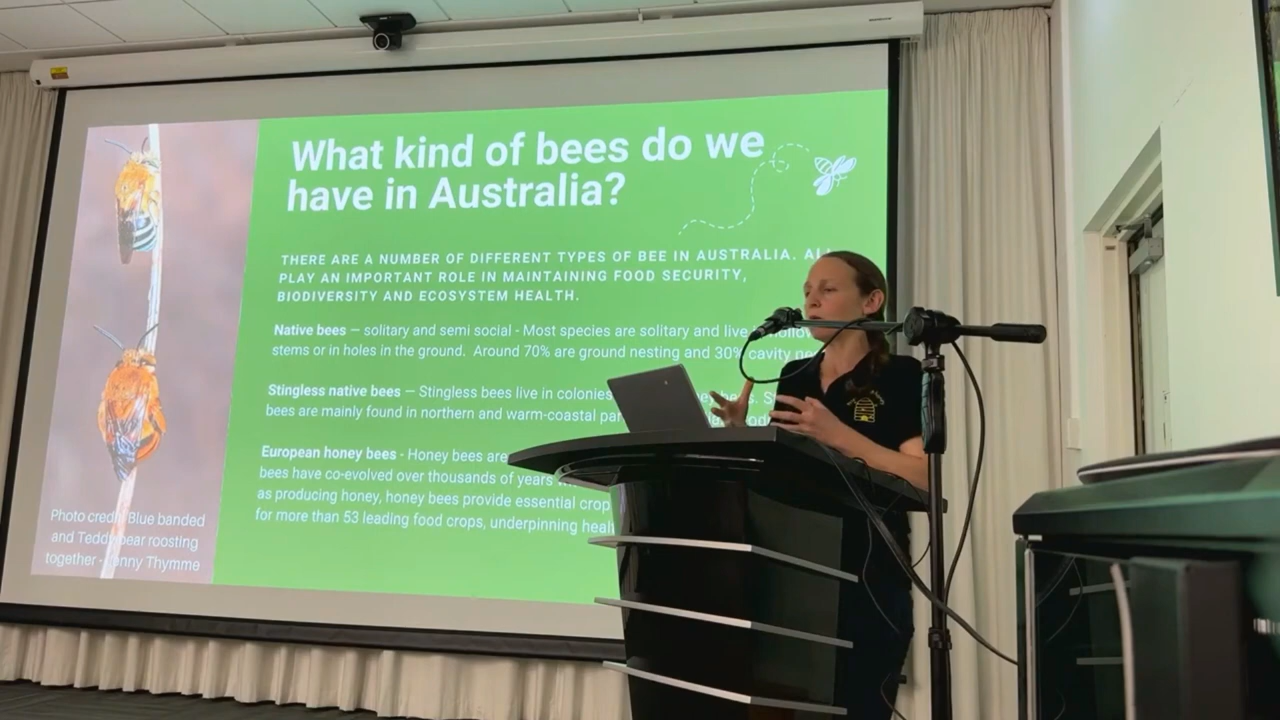 What kind of bees do we
have in Australia?
THERE ARE A NUMBER OF DIFFERENT TYPES OF BEE IN AUSTRALIA.
PLAY AN IMPORTANT ROLE IN MAINTAINING FOOD SECURITY,
BIODIVERSITY AND ECOSYSTEM HEALTH.
Native bees — solitary and semi social - Most species are solitary and live
stems or in holes in the ground. Around 70% are ground nesting and 30% cavity
Stingless native bees — Stingless bees live in colonies
bees are mainly found in northern and warm-coastal
European honey bees - Honey bees are
bees have co-evolved over thousands of years
as producing honey, honey bees provide essential crop
for more than 53 leading food crops, underpinning
Photo credit Blue banded
and Teddy bear roosting
together - Jenny Thymme